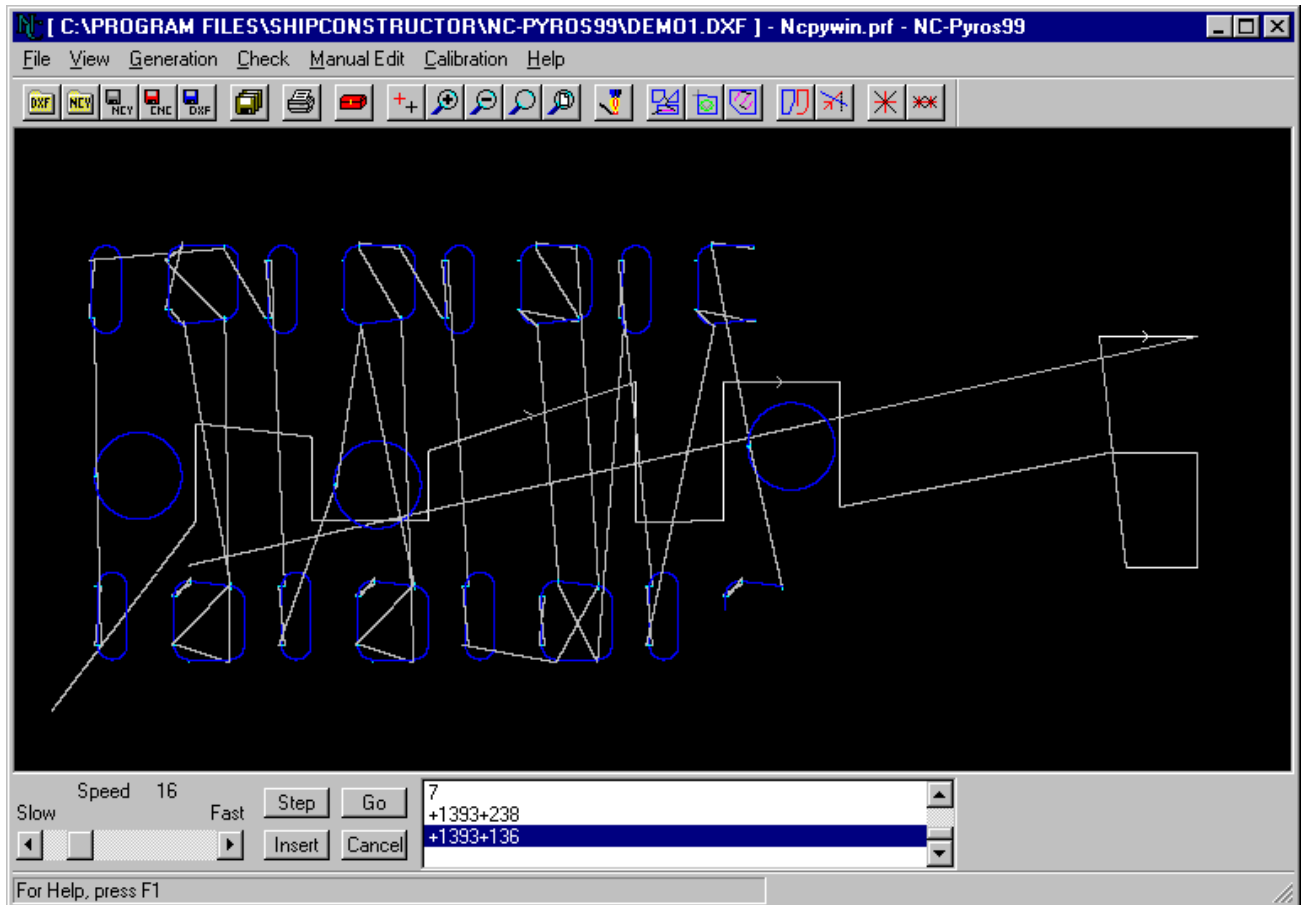 [ C:\PROGRAM FILES\SHIPCONSTRUCTOR\NC-PYROS99\DEMO1.DXF ] - Ncpywin.prf - NC-Pyros99
File View Generation Check Manual Edit Calibration Help
DXF NCY NCY CNC DXF
Speed 16
Slow Fast
Step Go
Insert Cancel
7
+1393+238
+1393+136
For Help, press F1